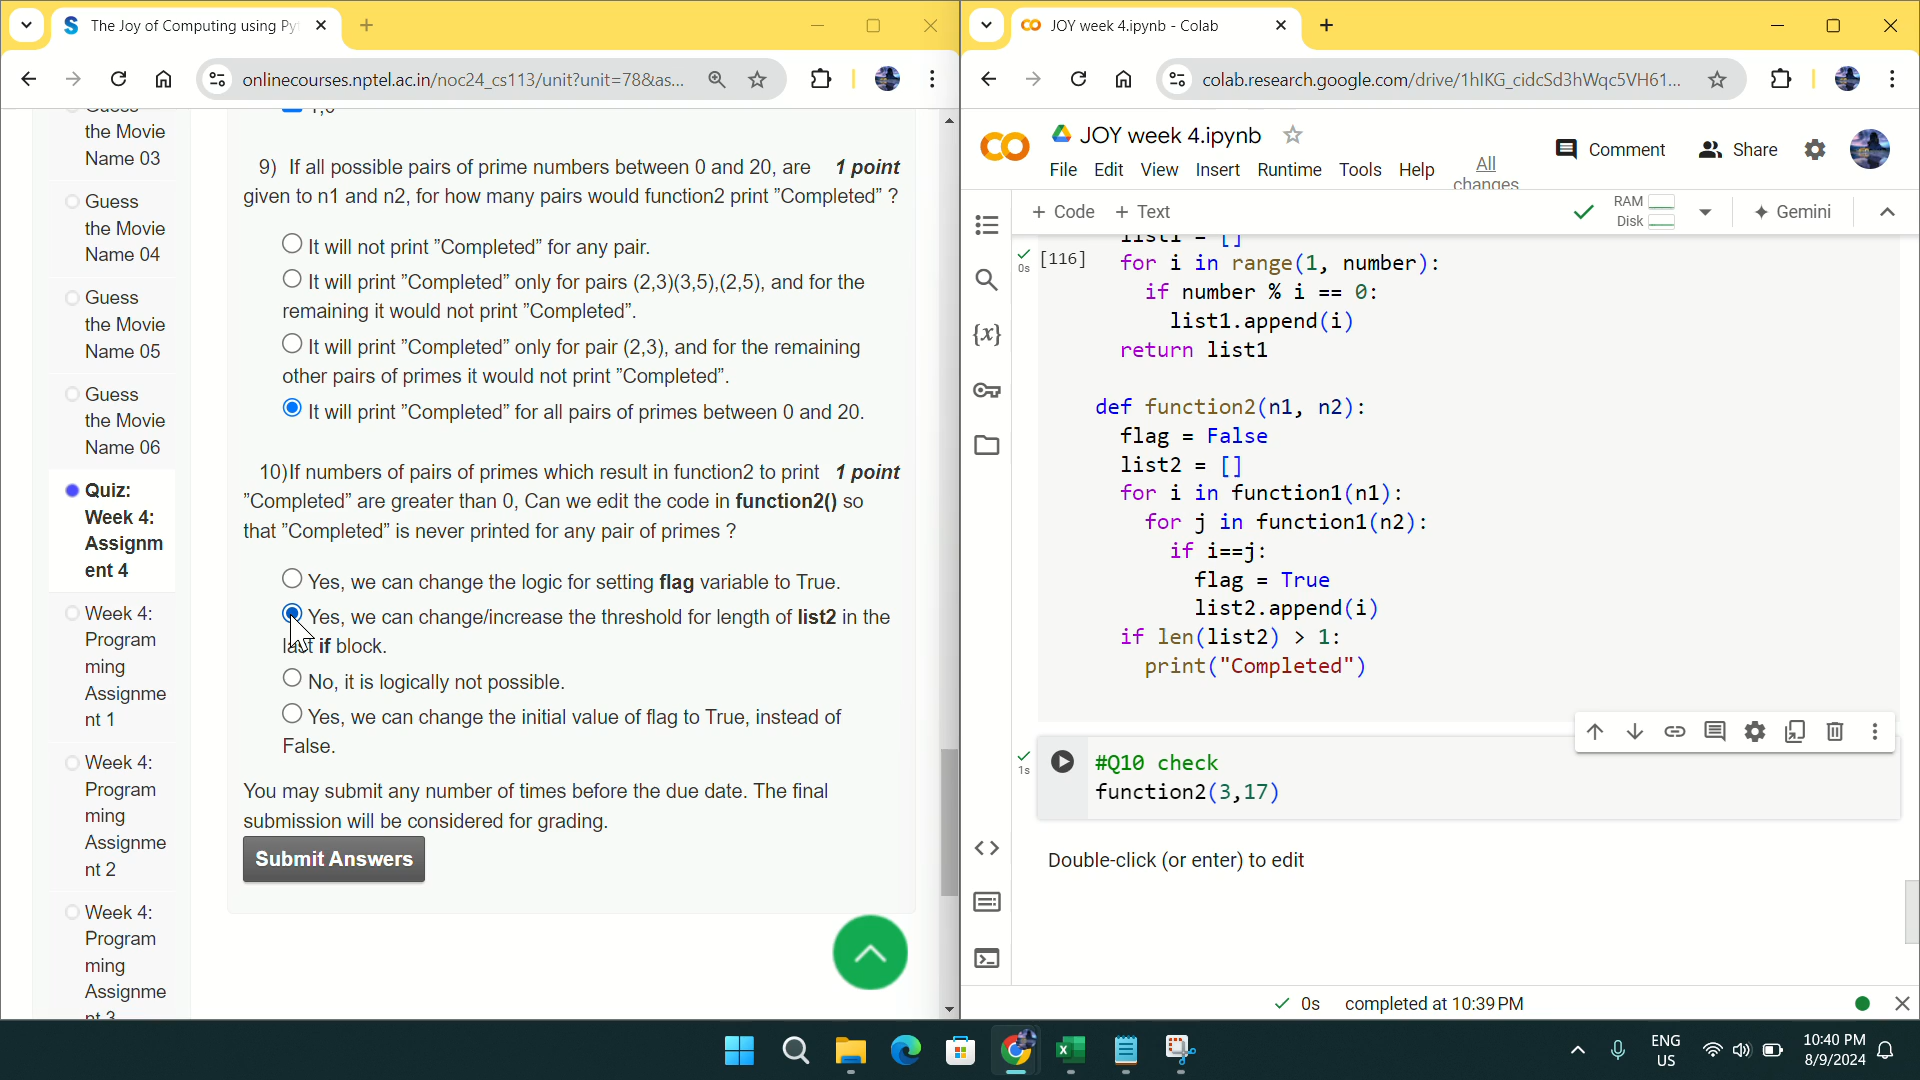 The Joy of Computing using Py
onlinecourses.nptel.ac.in/noc24_cs113/unit?unit=78&as...
the Movie
Name 03
Guess
the Movie
Name 04
Guess
the Movie
Name 05
Guess
the Movie
Name 06
Quiz:
Week 4:
Assignm
ent 4
Week 4:
Program
ming
Assignme
nt 1
Week 4:
Program
ming
Assignme
nt 2
Week 4:
Program
ming
Assignme
nt 3
9) If all possible pairs of prime numbers between 0 and 20, are 1 point
given to n1 and n2, for how many pairs would function2 print ”Completed” ?
It will not print ”Completed” for any pair.
It will print ”Completed” only for pairs (2,3)(3,5),(2,5), and for the
remaining it would not print ”Completed”.
It will print ”Completed” only for pair (2,3), and for the remaining
other pairs of primes it would not print ”Completed”.
It will print ”Completed” for all pairs of primes between 0 and 20.
10)If numbers of pairs of primes which result in function2 to print 1 point
”Completed” are greater than 0, Can we edit the code in function2() so
that ”Completed” is never printed for any pair of primes ?
Yes, we can change the logic for setting flag variable to True.
Yes, we can change/increase the threshold for length of list2 in the
if block.
No, it is logically not possible.
Yes, we can change the initial value of flag to True, instead of
False.
You may submit any number of times before the due date. The final
submission will be considered for grading.
Submit Answers
JOY week 4.ipynb - Colab
colab.research.google.com/drive/1hIKG_cidcSd3hWqc5VH61...
JOY week 4.ipynb
Comment
Share
File Edit View Insert Runtime Tools Help All
changes
+ Code + Text
RAM
Disk
Gemini
list1 = []
0s [116] for i in range(1, number):
if number % i == 0:
list1.append(i)
return list1
def function2(n1, n2):
flag = False
list2 = []
for i in function1(n1):
for j in function1(n2):
if i==j:
flag = True
list2.append(i)
if len(list2) > 1:
print("Completed")
1s #Q10 check
function2(3,17)
Double-click (or enter) to edit
0s completed at 10:39 PM
ENG
US
10:40 PM
8/9/2024